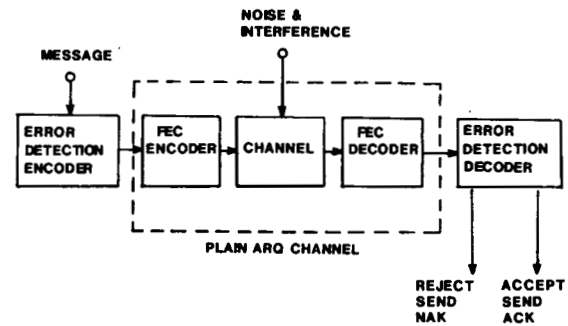 NOISE &
INTERFERENCE
MESSAGE
ERROR
DETECTION
ENCODER
FEC
ENCODER
CHANNEL
FEC
DECODER
ERROR
DETECTION
DECODER
PLAIN ARQ CHANNEL
REJECT
SEND
NAK
ACCEPT
SEND
ACK